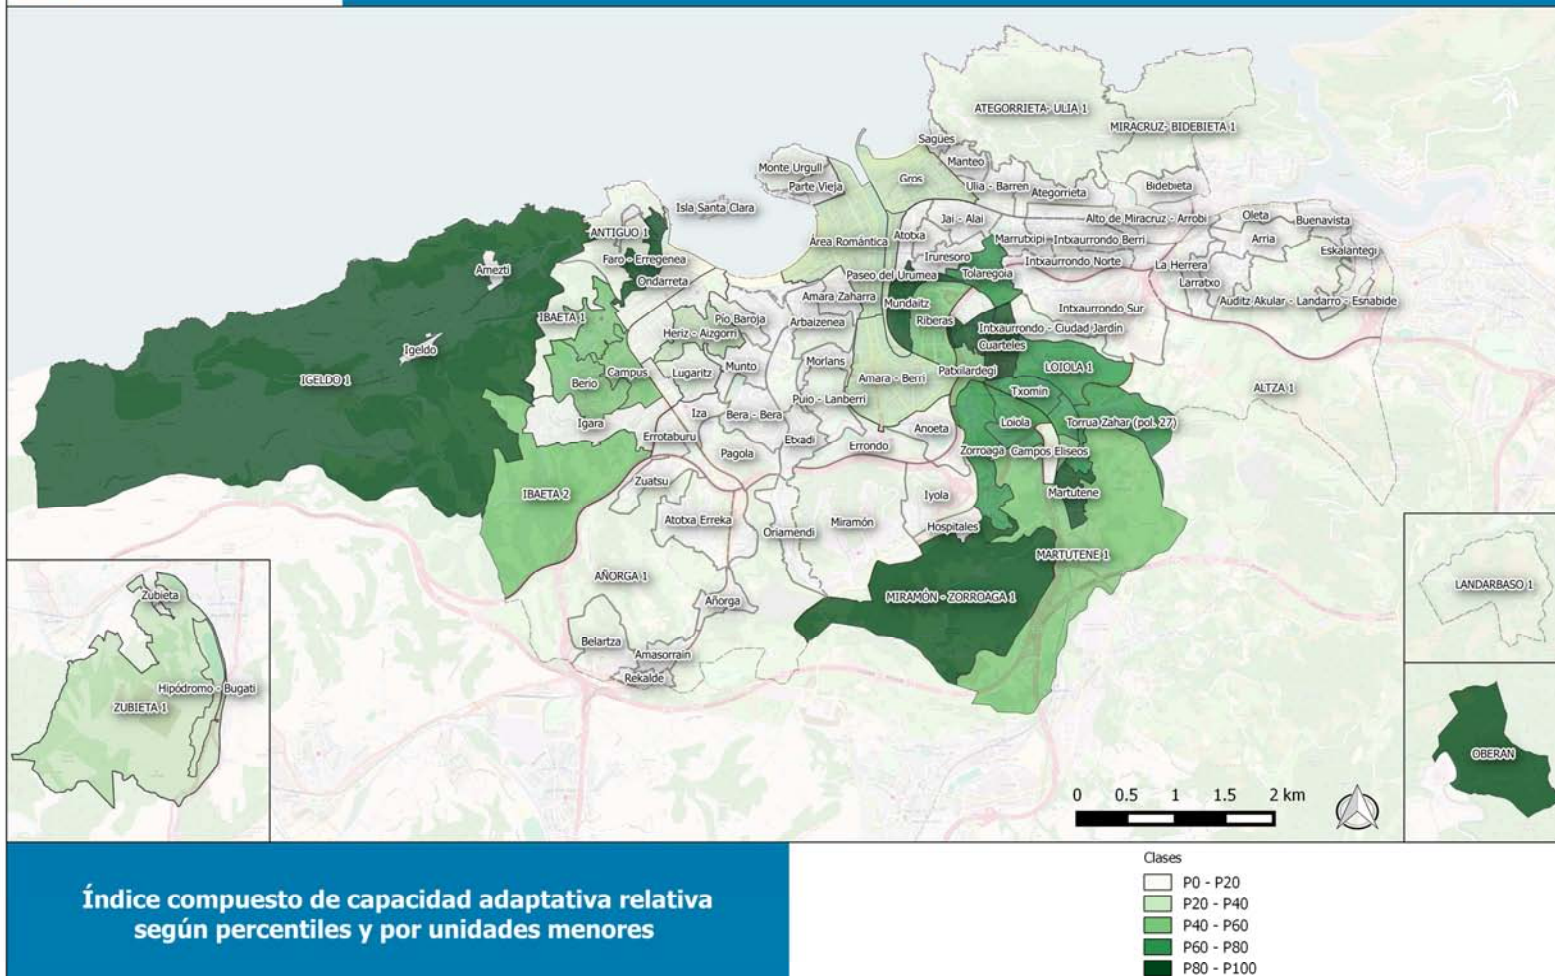 ATEGORRIETA- ULIA 1
MIRACRUZ- BIDEBIETA 1
Sagües
Manteo
Monte Urgull
Parte Vieja
Gros
Ulia - Barren
Ategorrieta
Bidebieta
Isla Santa Clara
Jai - Alai
Alto de Miracruz - Arrobi
Oleta
Buenavista
ANTIGUO 1
Área Romántica
Atotxa
Marrutxipi
Intxaurrondo Berri
Arria
Eskalantegi
Faro - Erregenea
Iruresoro
Intxaurrondo Norte
La Herrera
Amezti
Ondarreta
Paseo del Urumea
Tolaregoia
Larratxo
Amara Zaharra
Mundaitz
Auditz Akular - Landarro - Esnabide
IBAETA 1
Pío Baroja
Arbaizenea
Riberas
Intxaurrondo Sur
Heriz - Aizgorri
Intxaurrondo - Ciudad Jardín
Igeldo
Cuarteles
IGELDO 1
Berio
Campus
Lugaritz
Munto
Morlans
Amara - Berri
Patxilardegi
LOIOLA 1
ALTZA 1
Puio - Lanberri
Txomin
Igara
Iza
Bera - Bera
Loiola
Torrua Zahar (pol. 27)
Errotaburu
Etxadi
Errondo
Anoeta
Pagola
Zorroaga
Campos Eliseos
IBAETA 2
Zuatsu
Iyola
Martutene
Atotxa Erreka
Oriamendi
Miramón
Hospitales
MARTUTENE 1
AÑORGA 1
MIRAMÓN - ZORROAGA 1
Añorga
Belartza
Amasorrain
Rekalde
Zubieta
Hipódromo - Bugati
ZUBIETA 1
LANDARBASO 1
OBERAN
0 0.5 1 1.5 2 km
Índice compuesto de capacidad adaptativa relativa
según percentiles y por unidades menores
Clases
P0 - P20
P20 - P40
P40 - P60
P60 - P80
P80 - P100